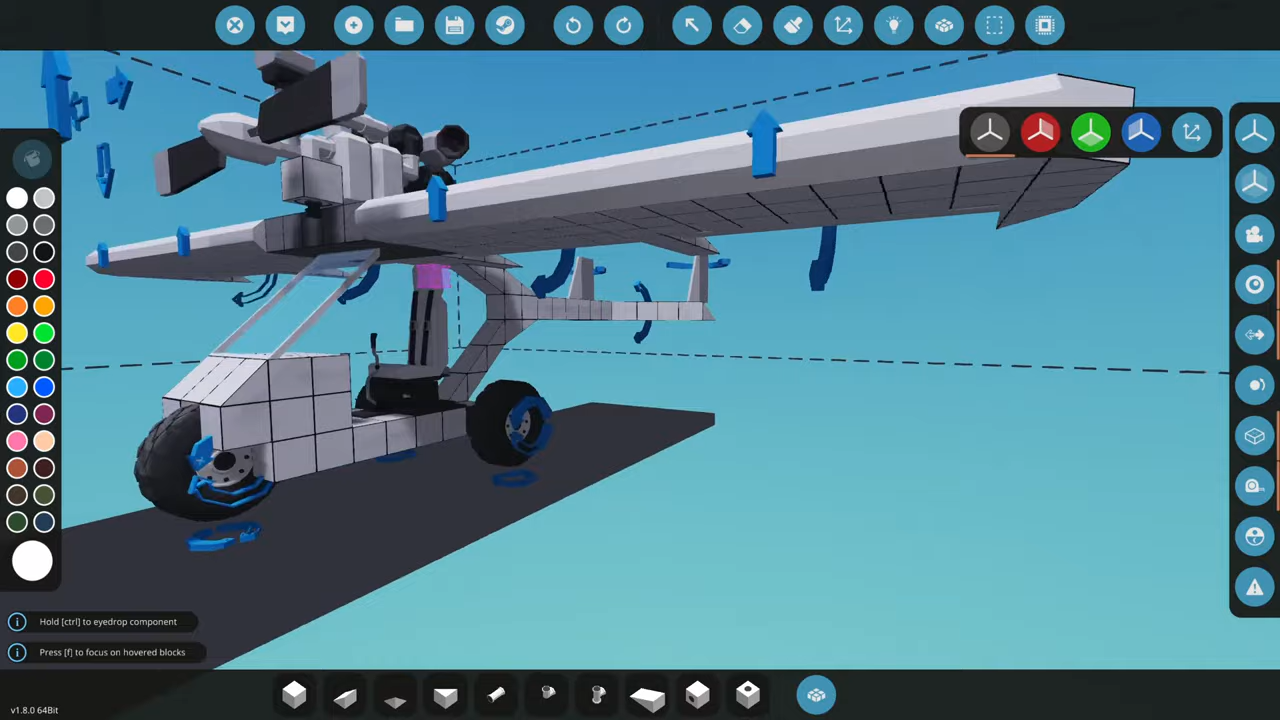 Hold [ctrl] to eyedrop component
Press [f] to focus on hovered blocks
v1.8.0 64Bit